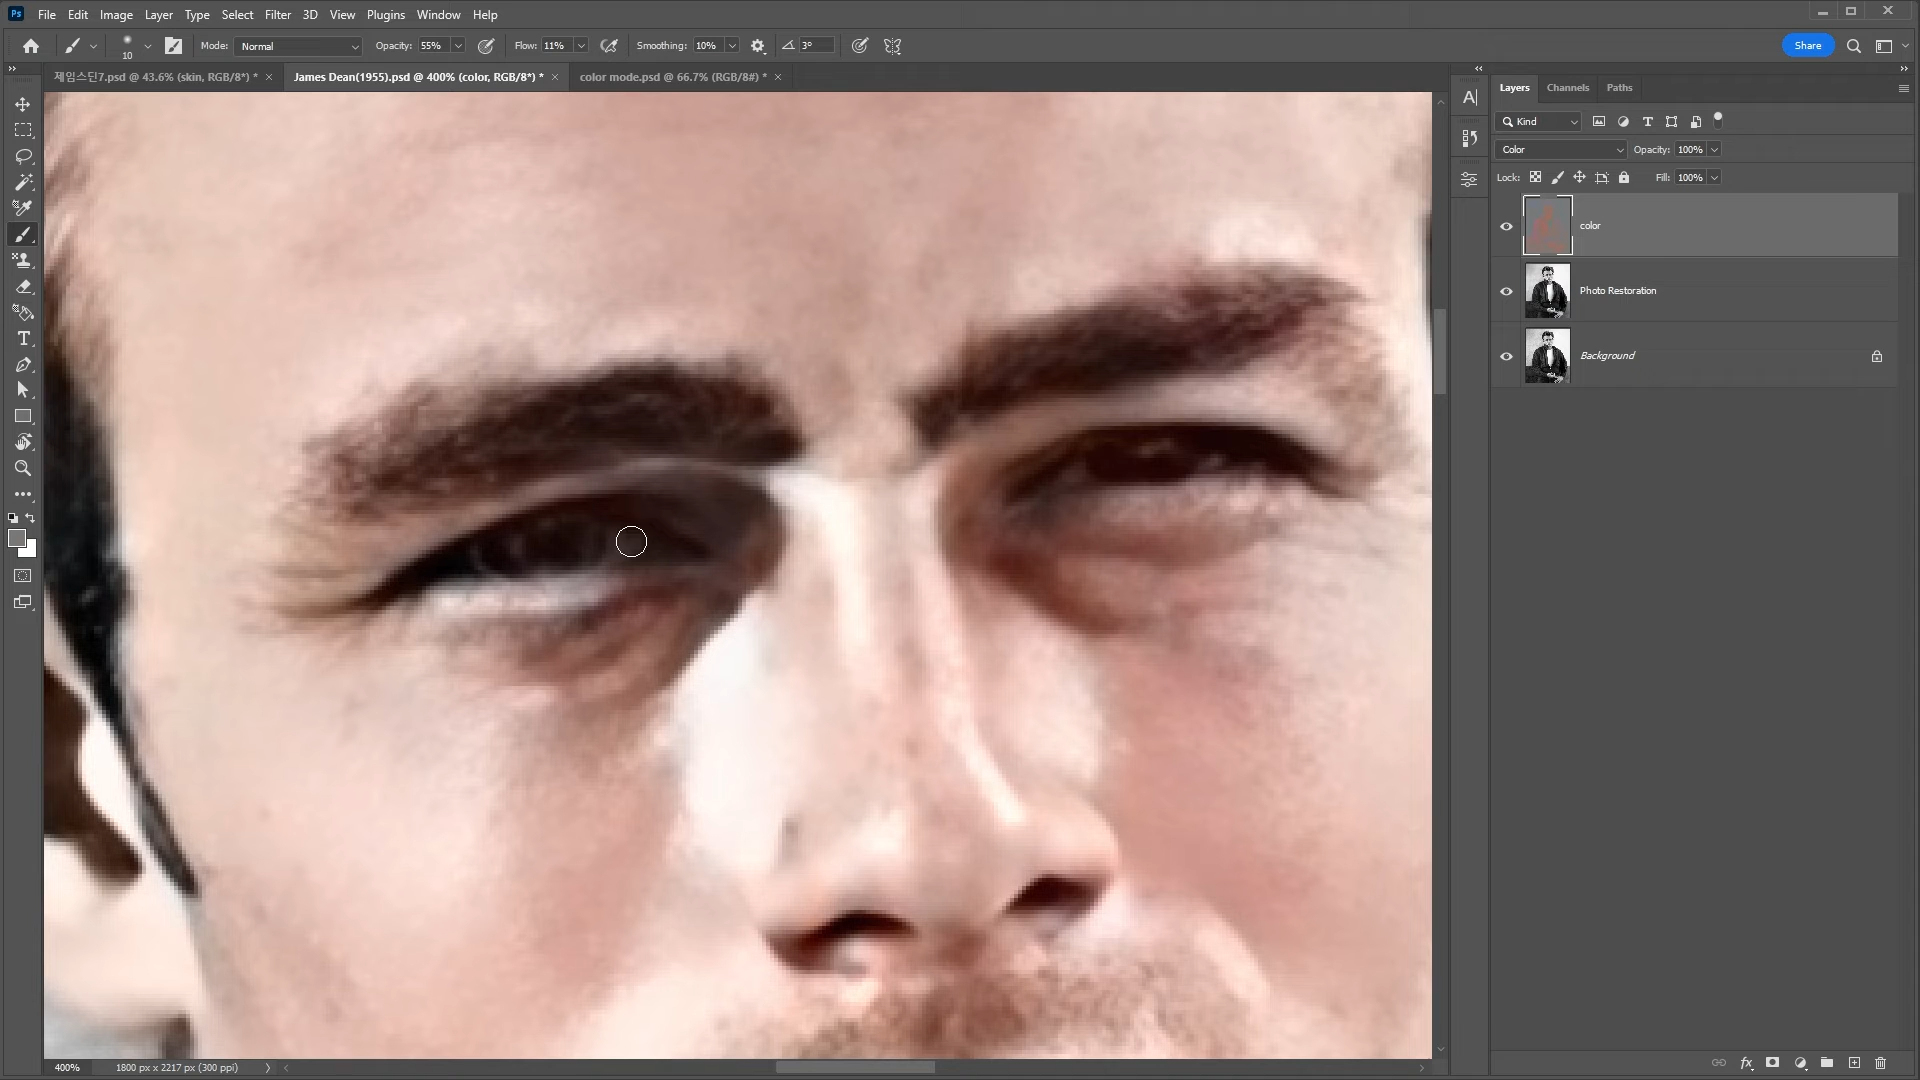 Ps File Edit Image Layer Type Select Filter 3D View Plugins Window Help
10 Mode: Normal Opacity: 55% Flow: 11% Smoothing: 10% 3° Share
제임스딘7.psd @ 43.6% (skin, RGB/8*) * James Dean(1955).psd @ 400% (color, RGB/8*) * color mode.psd @ 66.7% (RGB/8#) *
Layers Channels Paths
Kind
Color Opacity: 100%
Lock: Fill: 100%
color
Photo Restoration
Background
400% 1800 px x 2217 px (300 ppi)